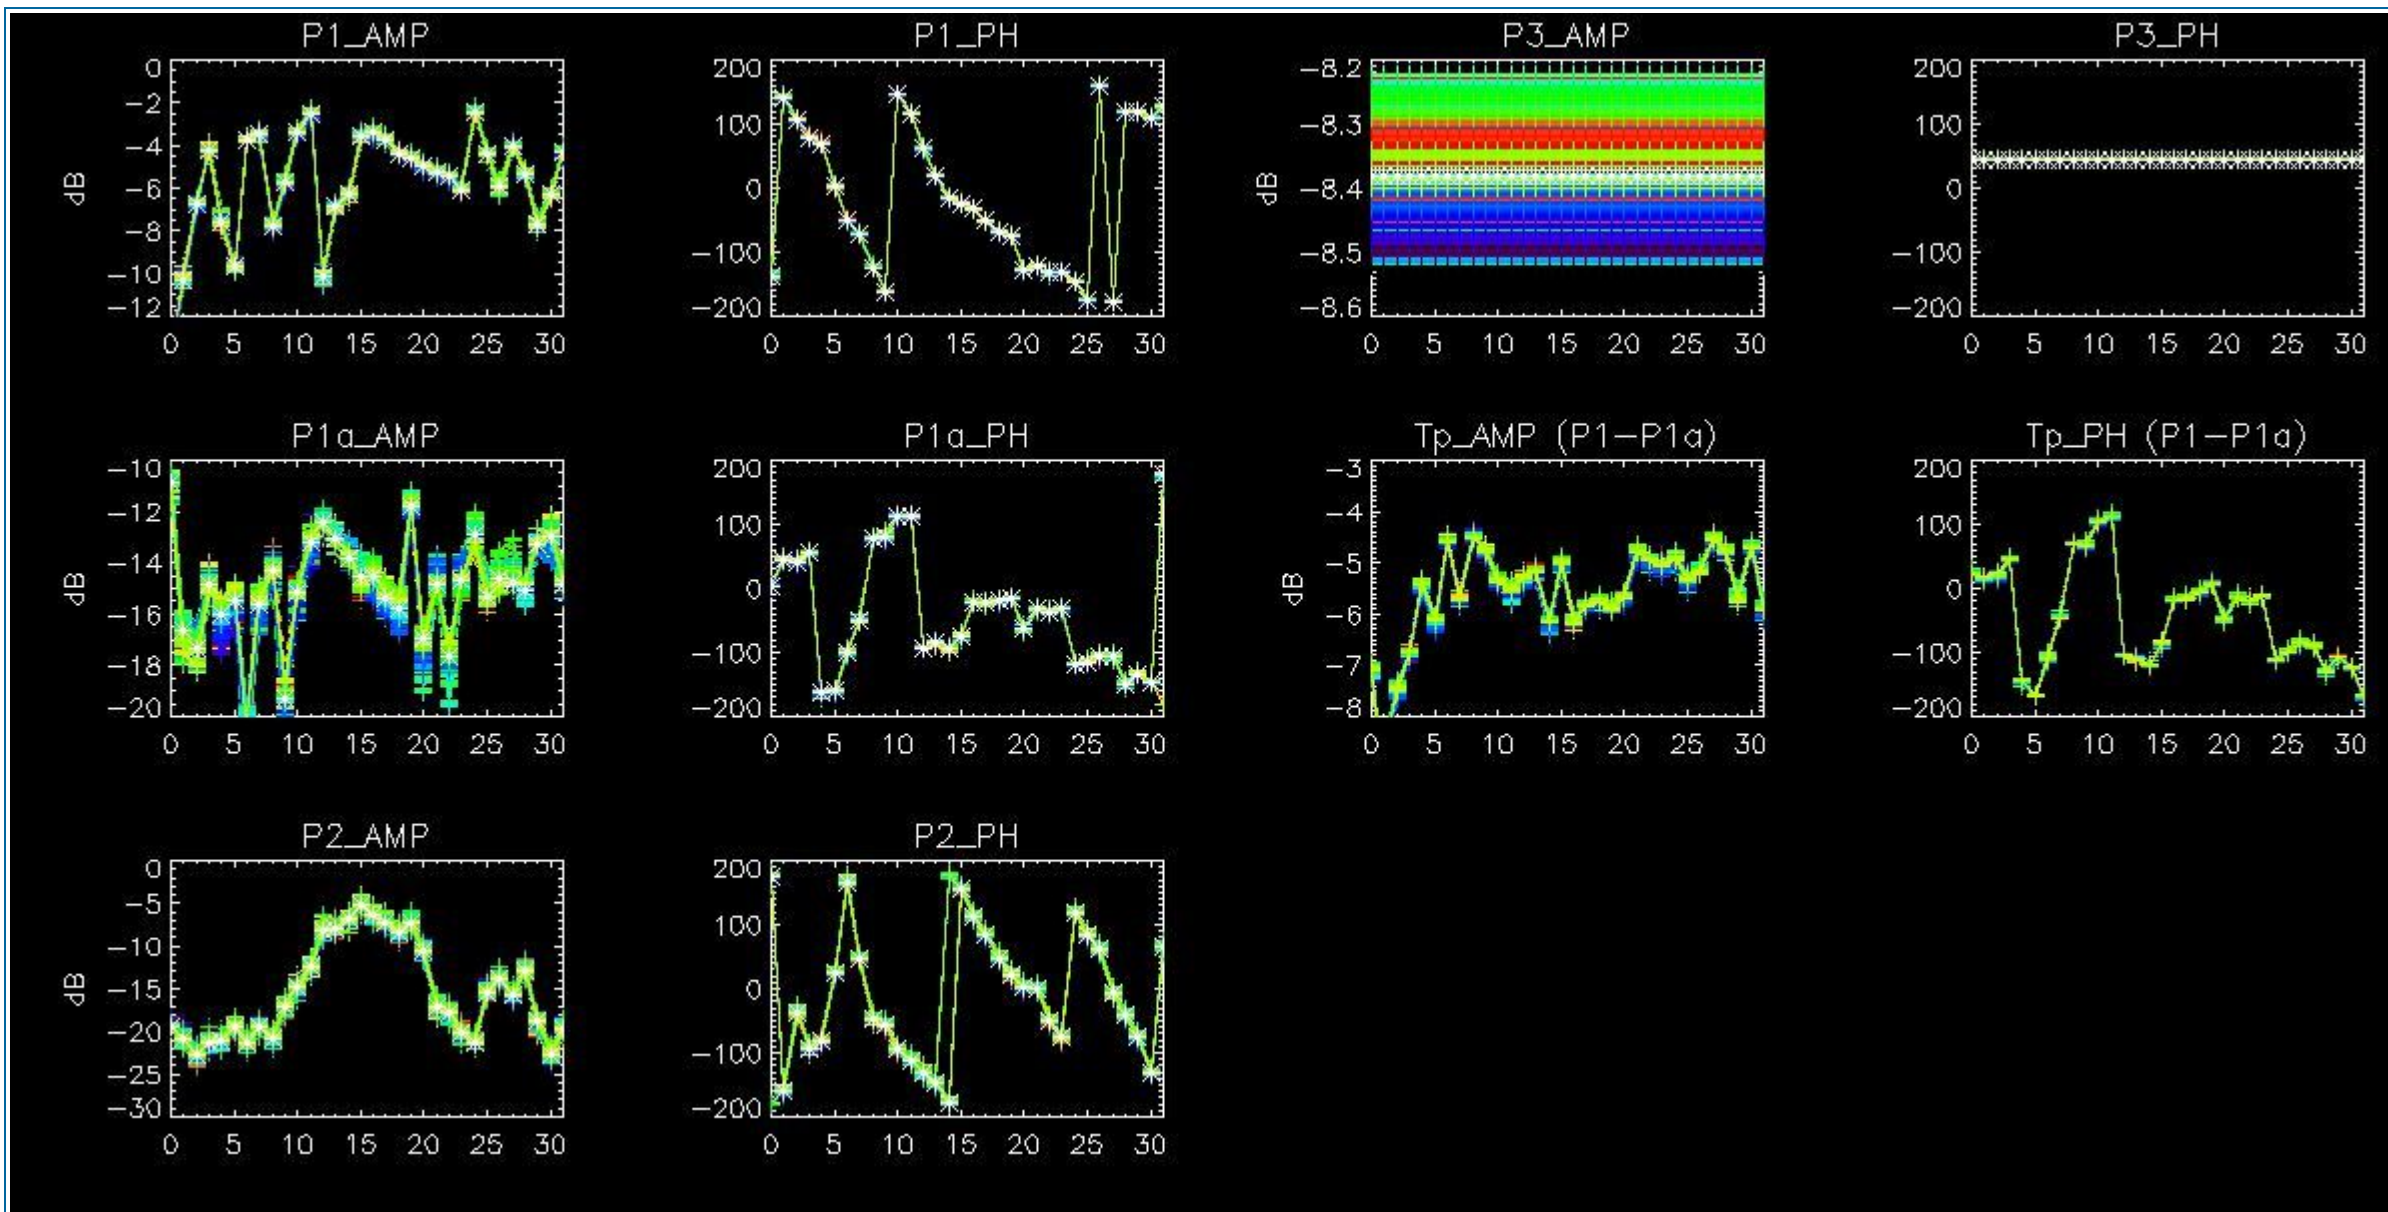 P1_AMP P1_PH P3_AMP P3_PH
0 200 -8.2 200
-2 100 -8.3 100
-4 0 -8.4 0
-6 -100 -8.5 -100
-8 -200 -8.6 -200
-10
-12
dB dB
0 5 10 15 20 25 30 0 5 10 15 20 25 30 0 5 10 15 20 25 30 0 5 10 15 20 25 30
P1a_AMP P1a_PH Tp_AMP (P1-P1a) Tp_PH (P1-P1a)
-10 200 -3 200
-12 100 -4 100
-14 0 -5 0
-16 -100 -6 -100
-18 -200 -7 -200
-20 -8
dB dB
0 5 10 15 20 25 30 0 5 10 15 20 25 30 0 5 10 15 20 25 30 0 5 10 15 20 25 30
P2_AMP P2_PH
0 200
-5 100
-10 0
-15 -100
-20 -200
-25
-30
dB
0 5 10 15 20 25 30 0 5 10 15 20 25 30